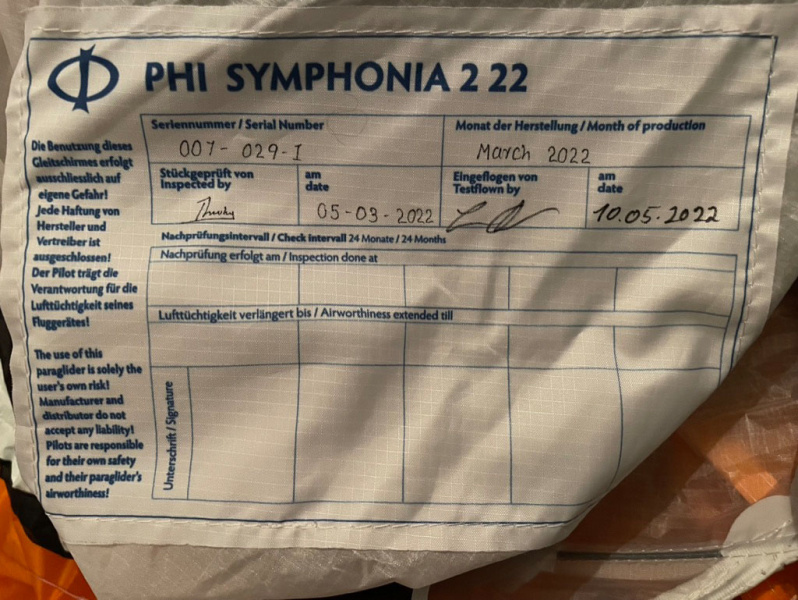 PHI SYMPHONIA 2 22
Die Benutzung dieses
Gleitschirmes erfolgt
ausschliesslich auf
eigene Gefahr!
Jede Haftung von
Hersteller und
Vertreiber ist
ausgeschlossen!
Der Pilot trägt die
Verantwortung für die
Lufttüchtigkeit seines
Fluggerätes!
The use of this
paraglider is solely the
user's own risk!
Manufacturer and
distributor do not
accept any liability!
Pilots are responsible
for their own safety
and their paraglider's
airworthiness!
Seriennummer / Serial Number
007- 029-I
Monat der Herstellung / Month of production
March 2022
Stückgeprüft von
Inspected by
am
date
05-03-2022
Eingeflogen von
Testflown by
am
date
10.05.2022
Nachprüfungsintervall / Check Intervall 24 Monate / 24 Months
Nachprüfung erfolgt am / Inspection done at
Lufttüchtigkeit verlängert bis / Airworthiness extended till
Unterschrift / Signature